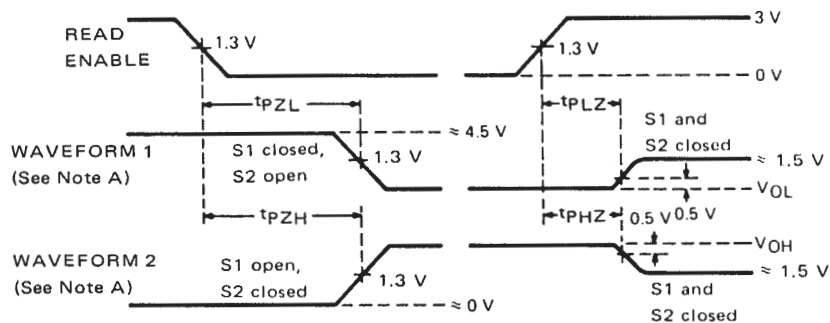 READ
ENABLE
1.3 V
1.3 V
3 V
0 V
tPZL
tPLZ
WAVEFORM 1
(See Note A)
S1 closed,
S2 open
1.3 V
≈ 4.5 V
S1 and
S2 closed
≈ 1.5 V
VOL
0.5 V
tPZH
tPHZ
0.5 V
VOH
WAVEFORM 2
(See Note A)
S1 open,
S2 closed
1.3 V
≈ 0 V
≈ 1.5 V
S1 and
S2 closed